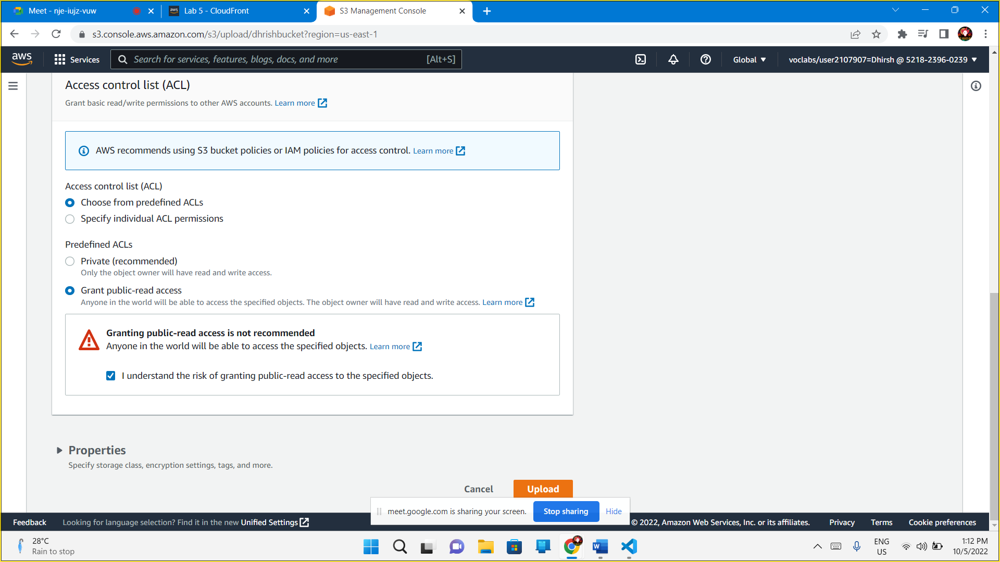 Meet - nje-iujz-vuw
Lab 5 - CloudFront
S3 Management Console
s3.console.aws.amazon.com/s3/upload/dhrishbucket?region=us-east-1
aws
Services
Search for services, features, blogs, docs, and more
[Alt+S]
Global
voclabs/user2107907=Dhirsh @ 5218-2396-0239
Access control list (ACL)
Grant basic read/write permissions to other AWS accounts. Learn more
AWS recommends using S3 bucket policies or IAM policies for access control. Learn more
Access control list (ACL)
Choose from predefined ACLs
Specify individual ACL permissions
Predefined ACLs
Private (recommended)
Only the object owner will have read and write access.
Grant public-read access
Anyone in the world will be able to access the specified objects. The object owner will have read and write access. Learn more
Granting public-read access is not recommended
Anyone in the world will be able to access the specified objects. Learn more
I understand the risk of granting public-read access to the specified objects.
Properties
Specify storage class, encryption settings, tags, and more.
Cancel
Upload
meet.google.com is sharing your screen.
Stop sharing
Hide
Feedback
Looking for language selection? Find it in the new Unified Settings
© 2022, Amazon Web Services, Inc. or its affiliates.
Privacy
Terms
Cookie preferences
28°C
Rain to stop
ENG
US
1:12 PM
10/5/2022